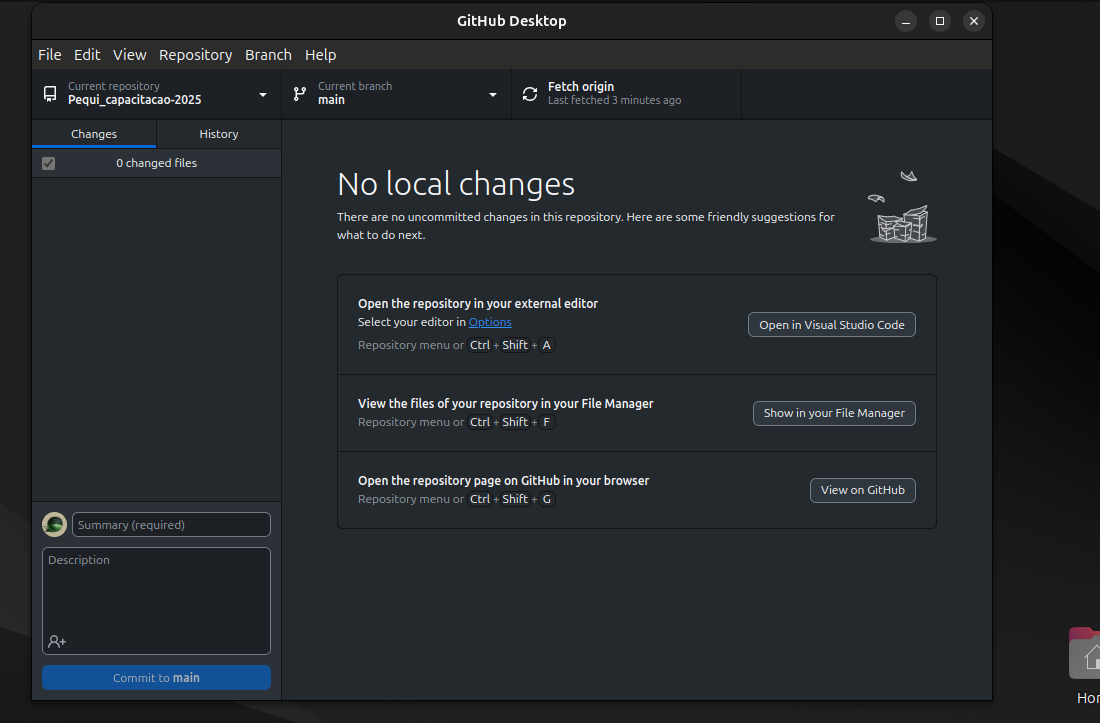 GitHub Desktop
File Edit View Repository Branch Help
Current repository
Pequi_capacitacao-2025
Current branch
main
Fetch origin
Last fetched 3 minutes ago
Changes
History
0 changed files
No local changes
There are no uncommitted changes in this repository. Here are some friendly suggestions for
what to do next.
Open the repository in your external editor
Select your editor in Options
Repository menu or Ctrl + Shift + A
Open in Visual Studio Code
View the files of your repository in your File Manager
Repository menu or Ctrl + Shift + F
Show in your File Manager
Open the repository page on GitHub in your browser
Repository menu or Ctrl + Shift + G
View on GitHub
Summary (required)
Description
Commit to main